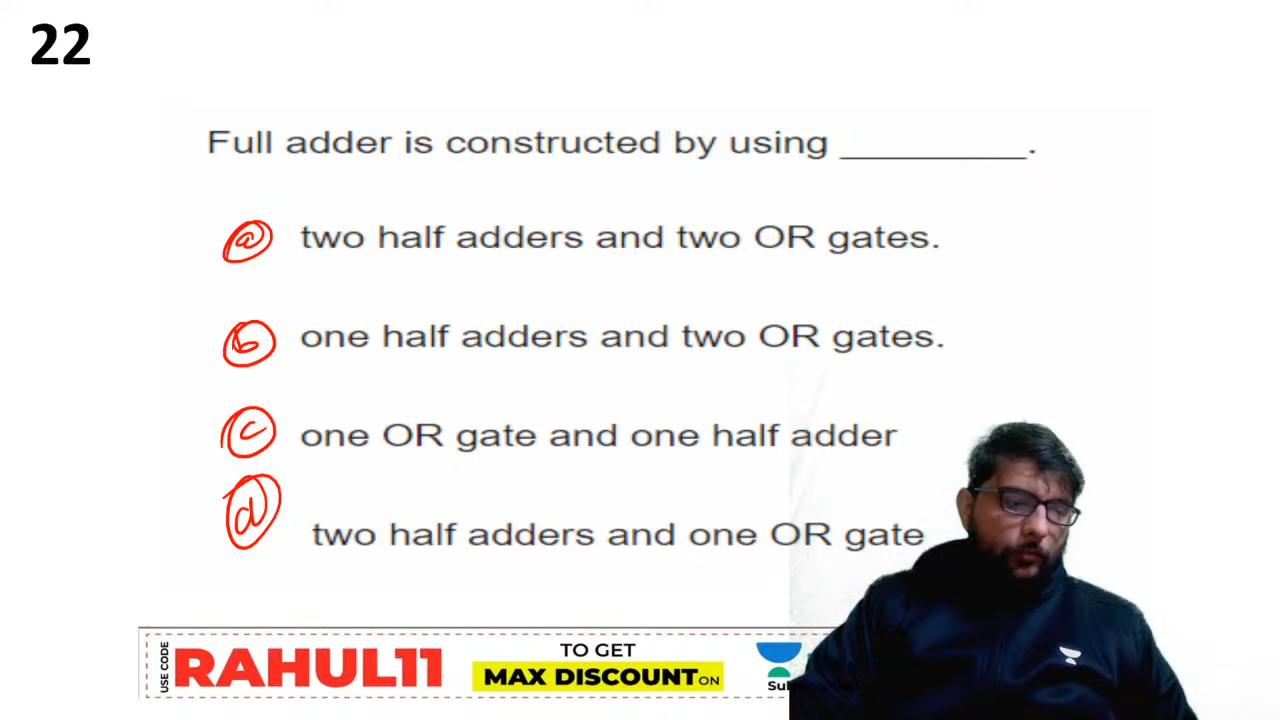 22
Full adder is constructed by using _________.
a two half adders and two OR gates.
b one half adders and two OR gates.
c one OR gate and one half adder
d two half adders and one OR gate
USE CODE RAHUL11 TO GET
MAX DISCOUNT ON